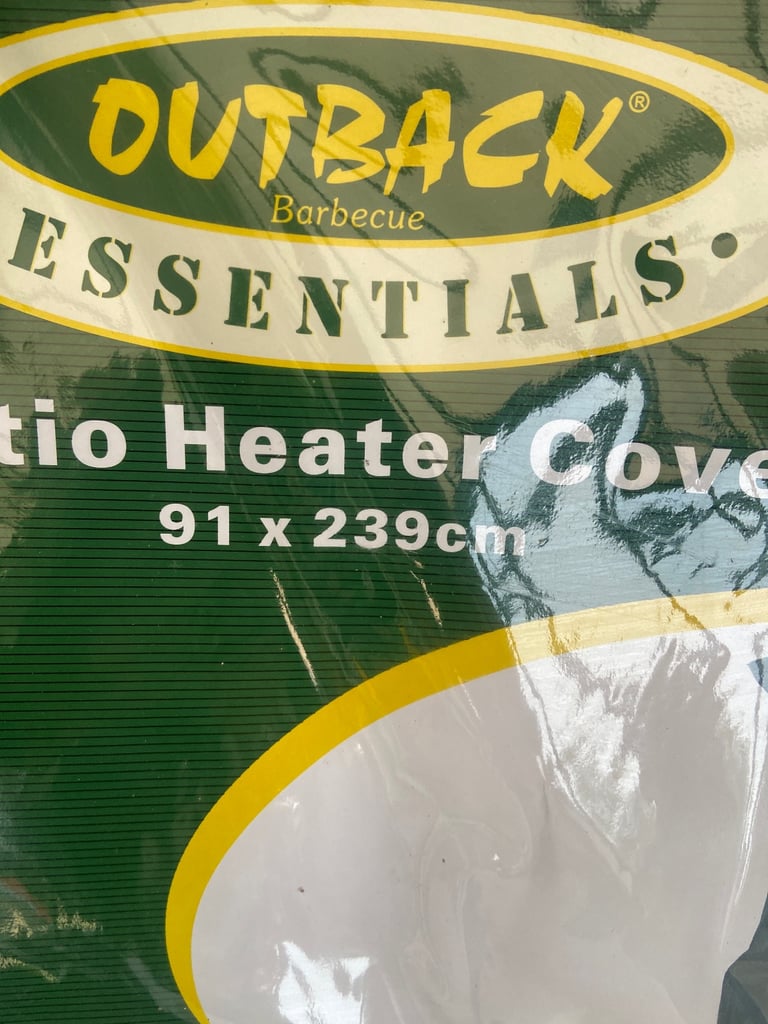 OUTBACK®
Barbecue
ESSENTIALS •
tio Heater Cove
91 x 239cm